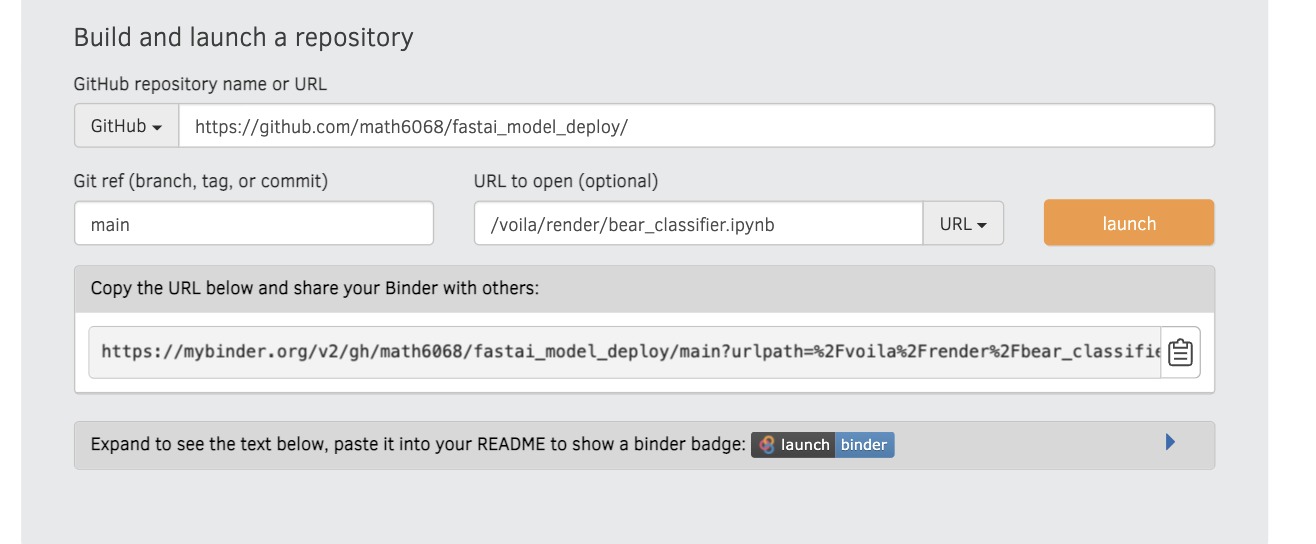 Build and launch a repository
GitHub repository name or URL
GitHub https://github.com/math6068/fastai_model_deploy/
Git ref (branch, tag, or commit) URL to open (optional)
main /voila/render/bear_classifier.ipynb URL launch
Copy the URL below and share your Binder with others:
https://mybinder.org/v2/gh/math6068/fastai_model_deploy/main?urlpath=%2Fvoila%2Frender%2Fbear_classifie
Expand to see the text below, paste it into your README to show a binder badge: launch binder